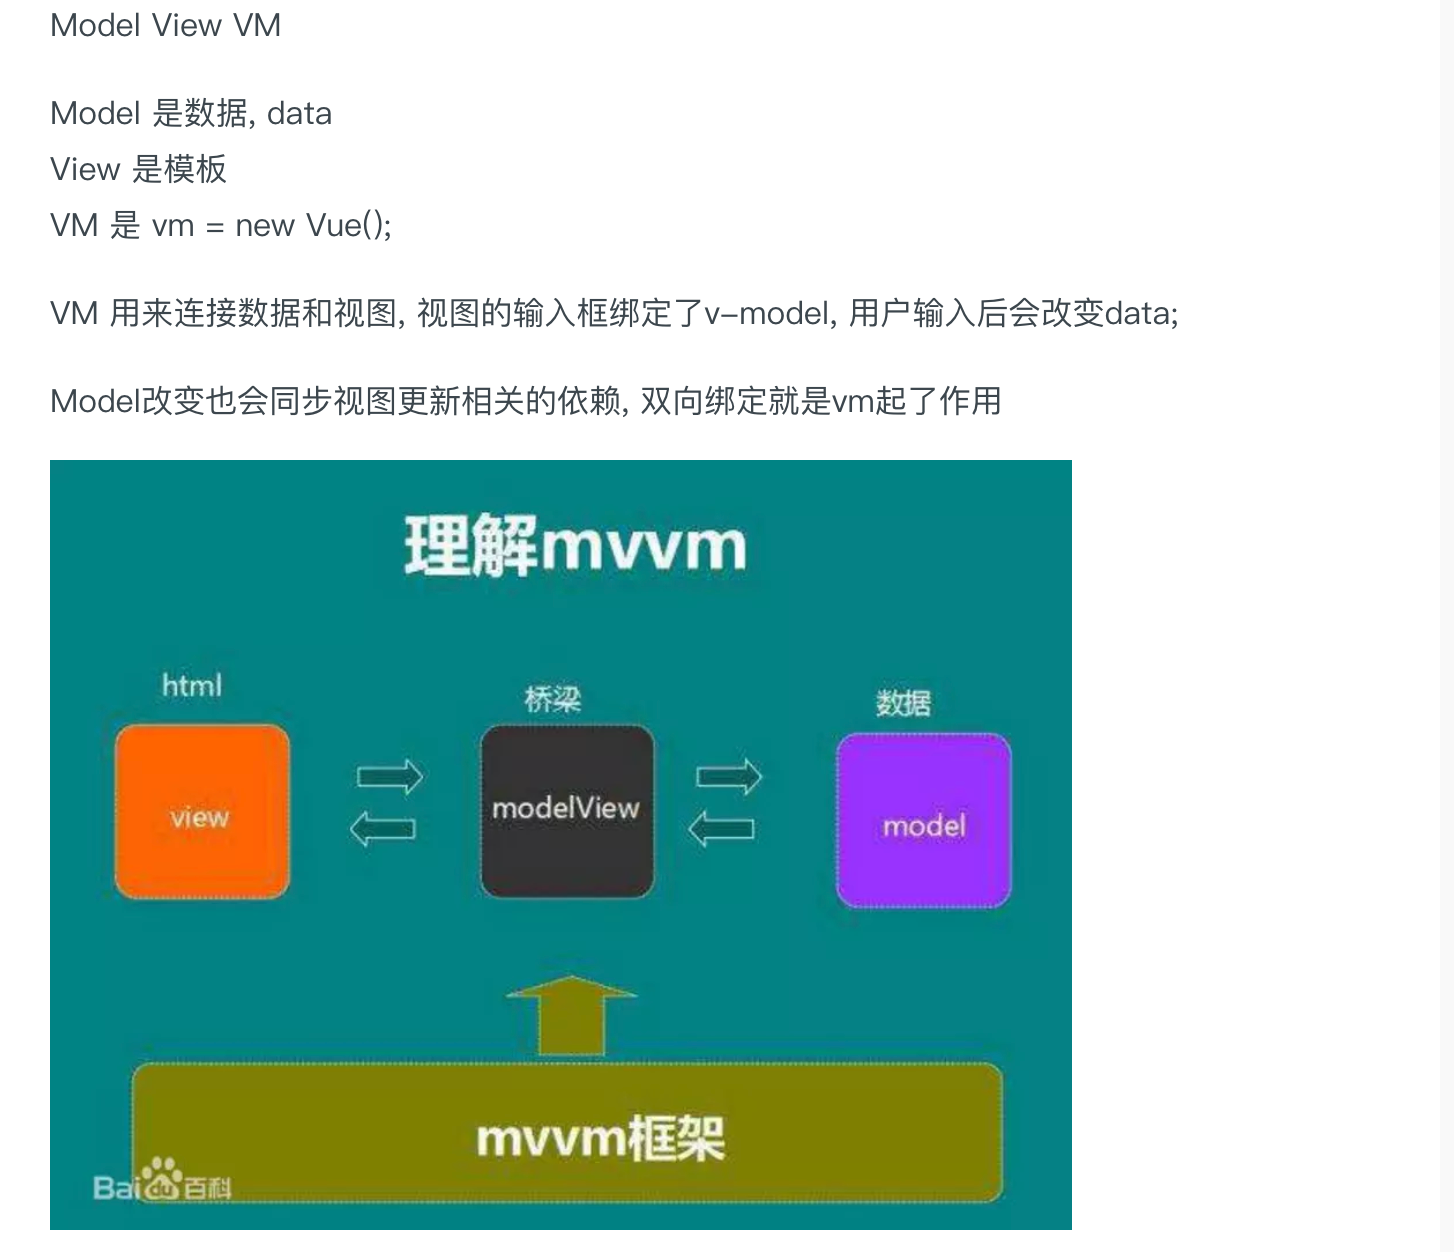 Model View VM
Model 是数据, data
View 是模板
VM 是 vm = new Vue();
VM 用来连接数据和视图, 视图的输入框绑定了v-model, 用户输入后会改变data;
Model改变也会同步视图更新相关的依赖, 双向绑定就是vm起了作用
理解mvvm
html
桥梁
数据
view
modelView
model
mvvm框架
Baidu百科